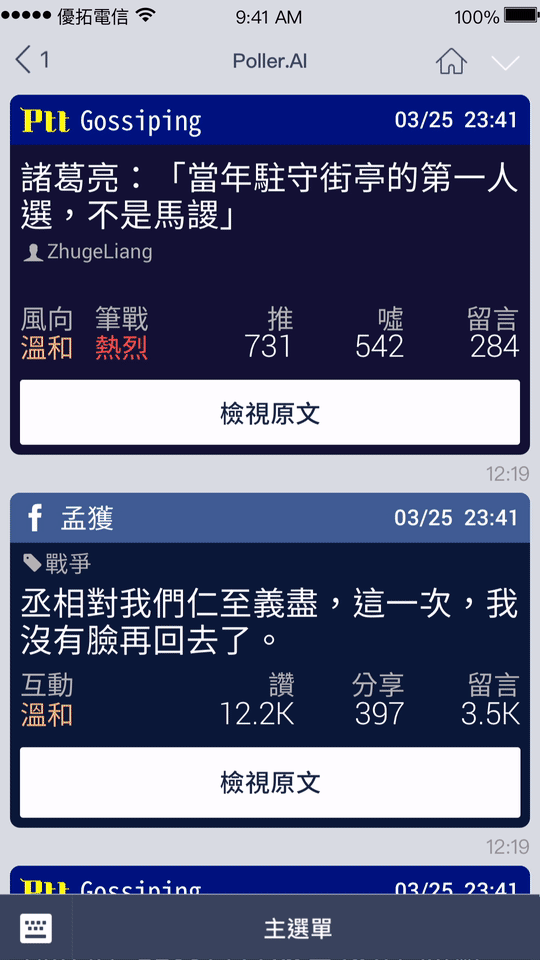 優拓電信
9:41 AM
100%
1
Poller.AI
Ptt Gossiping
03/25 23:41
諸葛亮：「當年駐守街亭的第一人
選，不是馬謖」
ZhugeLiang
風向 筆戰 推 噓 留言
溫和 熱烈 731 542 284
檢視原文
12:19
f 孟獲
03/25 23:41
戰爭
丞相對我們仁至義盡，這一次，我
沒有臉再回去了。
互動 讚 分享 留言
溫和 12.2K 397 3.5K
檢視原文
12:19
Ptt Gossiping
03/25 23:41
主選單